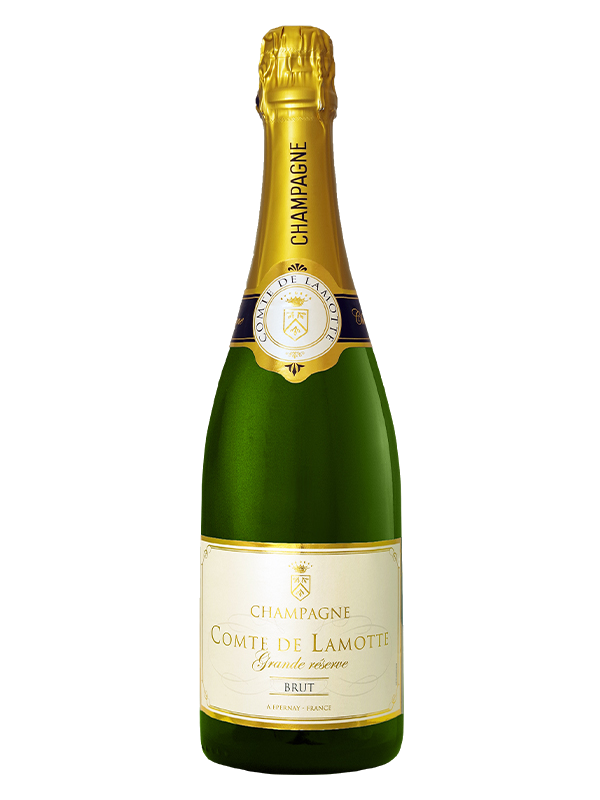 CHAMPAGNE
COMTE DE LAMOTTE
CHAMPAGNE
COMTE DE LAMOTTE
Grande réserve
BRUT
A EPERNAY - FRANCE